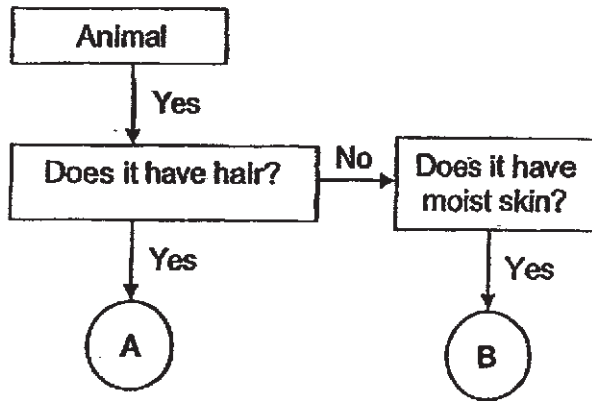 Animal
Yes
Does it have hair?
No
Does it have
moist skin?
Yes
Yes
A
B